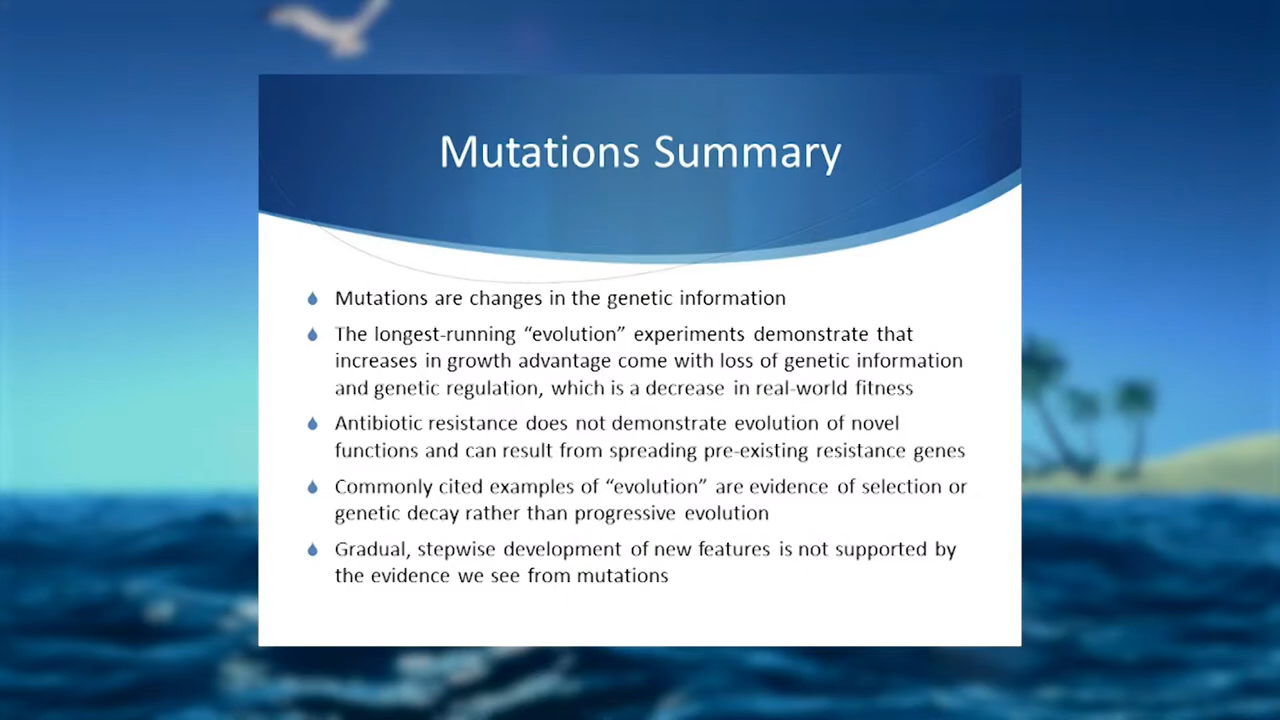 Mutations Summary
Mutations are changes in the genetic information
The longest-running “evolution” experiments demonstrate that
increases in growth advantage come with loss of genetic information
and genetic regulation, which is a decrease in real-world fitness
Antibiotic resistance does not demonstrate evolution of novel
functions and can result from spreading pre-existing resistance genes
Commonly cited examples of “evolution” are evidence of selection or
genetic decay rather than progressive evolution
Gradual, stepwise development of new features is not supported by
the evidence we see from mutations